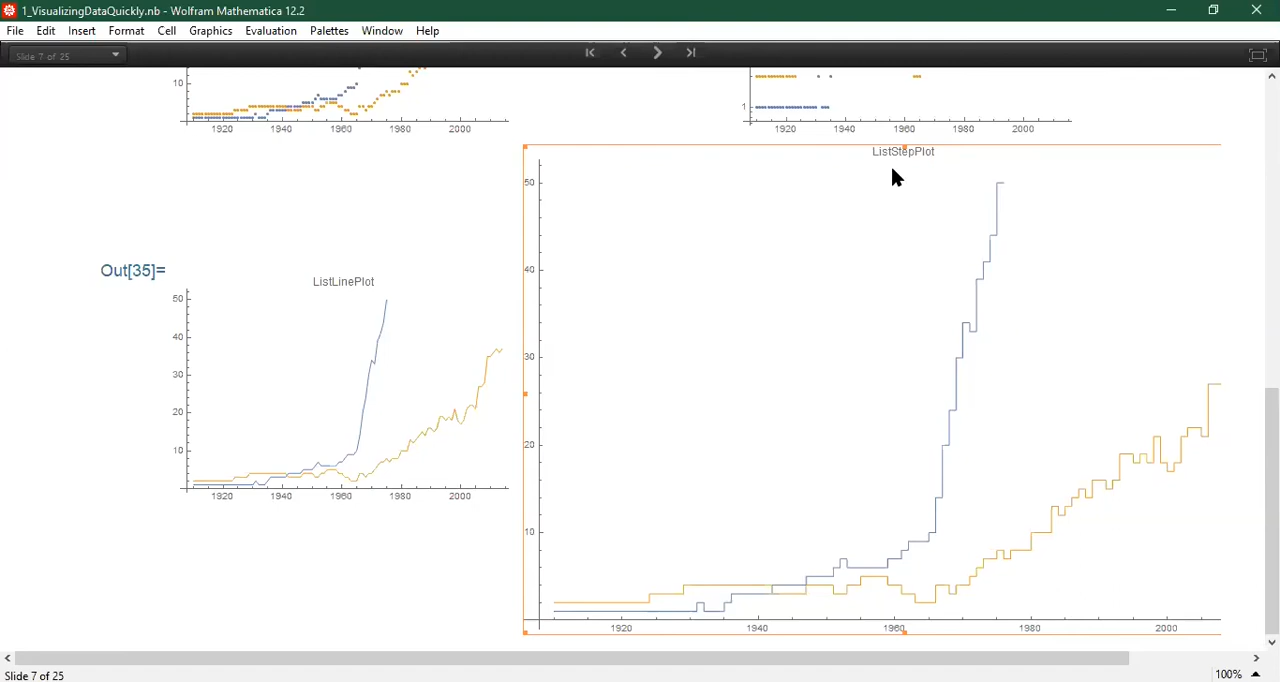 1_VisualizingDataQuickly.nb - Wolfram Mathematica 12.2
File Edit Insert Format Cell Graphics Evaluation Palettes Window Help
Slide 7 of 25
10
1920 1940 1960 1980 2000
1
1920 1940 1960 1980 2000
Out[35]=
ListLinePlot
50
40
30
20
10
1920 1940 1960 1980 2000
ListStepPlot
50
40
30
20
10
1920 1940 1960 1980 2000
Slide 7 of 25
100%